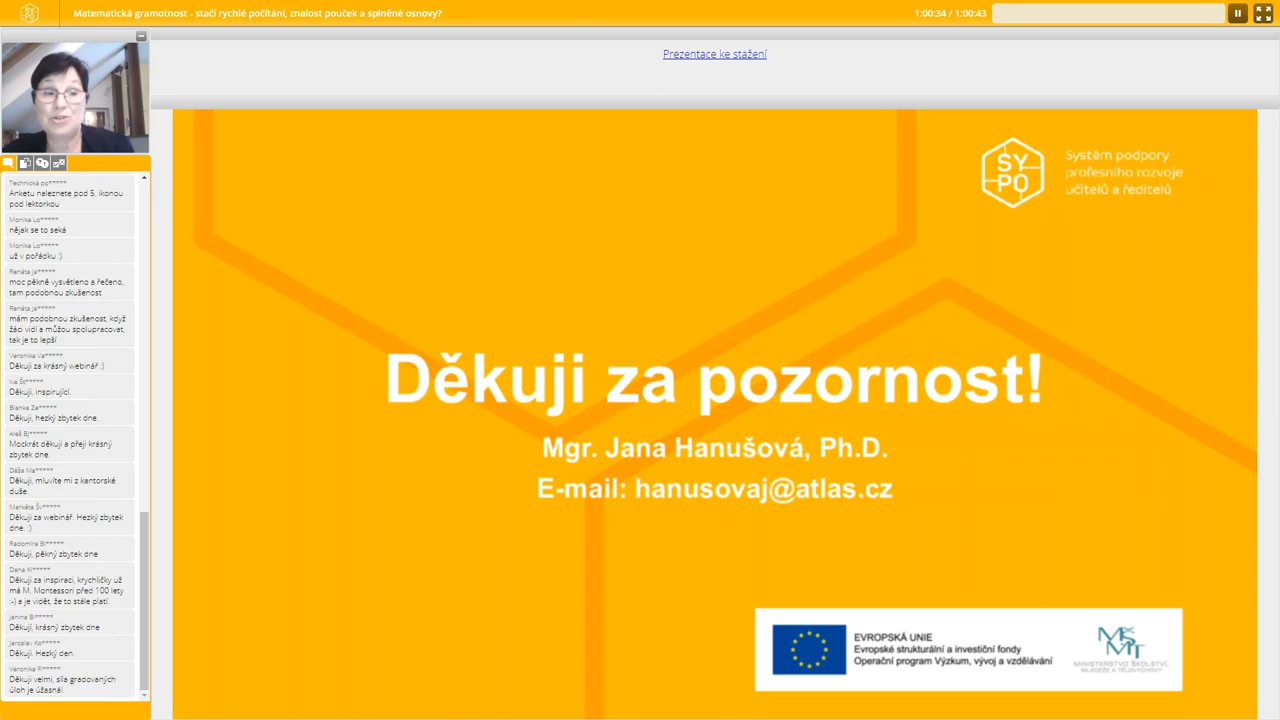 SY
PO
Matematická gramotnost - stačí rychlé počítání, znalost pouček a splněné osnovy?
1:00:34 / 1:00:43
Prezentace ke stažení
Technická po*****
Anketu naleznete pod 5. ikonou
pod lektorkou
Monika Lo*****
nějak se to seká
Monika Lo*****
už v pořádku :)
Renáta ja*****
moc pěkně vysvětleno a řečeno,
tam podobnou zkušenost
Renáta ja*****
mám podobnou zkušenost, když
žáci vidí a můžou spolupracovat,
tak je to lepší
Veronika Va*****
Děkuji za krásný webinář :)
Iva Št*****
Děkuji, inspirující.
Blanka Ze*****
Děkuji, hezký zbytek dne.
Aleš Bj*****
Mockrát děkuji a přeji krásný
zbytek dne.
Dáša Ma*****
Děkuji, mluvíte mi z kantorské
duše.
Markéta Šv*****
Děkuji za webinář. Hezký zbytek
dne. :)
Radomíra Bl*****
Děkuji, pěkný zbytek dne
Dana Kl*****
Děkuji za inspiraci, krychličky už
má M. Montessori před 100 lety
:-) a je vidět, že to stále platí.
Janina Bi*****
Děkují, krásný zbytek dne
Jaroslav Ko*****
Děkuji. Hezký den.
Veronika Fi*****
Děkuji velmi, síla gradovaných
úloh je úžasná!
SY
PO
Systém podpory
profesního rozvoje
učitelů a ředitelů
Děkuji za pozornost!
Mgr. Jana Hanušová, Ph.D.
E-mail: hanusovaj@atlas.cz
EVROPSKÁ UNIE
Evropské strukturální a investiční fondy
Operační program Výzkum, vývoj a vzdělávání
MŠMT
MINISTERSTVO ŠKOLSTVÍ,
MLÁDEŽE A TĚLOVÝCHOVY